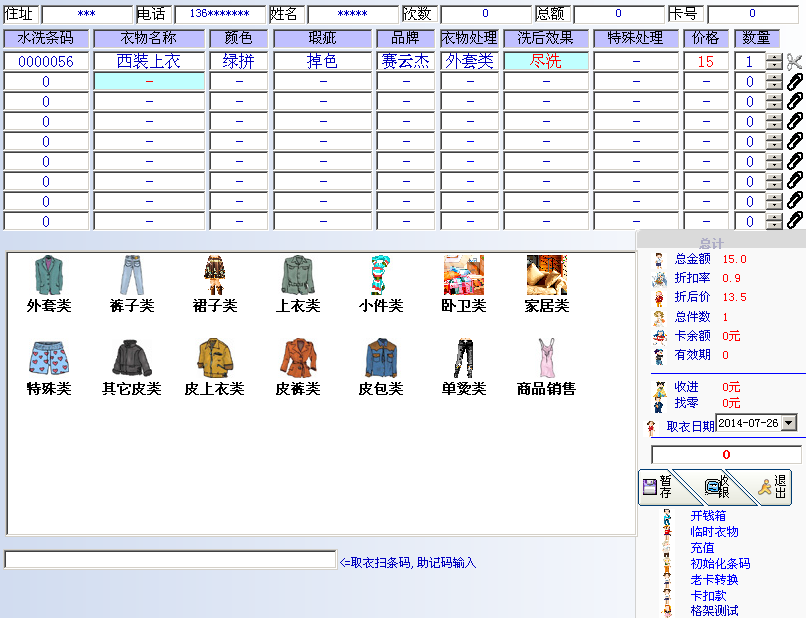 住址 *** 电话 136******* 姓名 ***** 次数 0 总额 0 卡号 0
水洗条码 衣物名称 颜色 瑕疵 品牌 衣物处理 洗后效果 特殊处理 价格 数量
0000056 西装上衣 绿拼 掉色 赛云杰 外套类 尽洗 - 15 1
0 - - - - - - - - 0
0 - - - - - - - - 0
0 - - - - - - - - 0
0 - - - - - - - - 0
0 - - - - - - - - 0
0 - - - - - - - - 0
0 - - - - - - - - 0
0 - - - - - - - - 0
外套类 裤子类 裙子类 上衣类 小件类 卧卫类 家居类
特殊类 其它皮类 皮上衣类 皮裤类 皮包类 单烫类 商品销售
<=取衣扫条码,助记码输入
总计
总金额 15.0
折扣率 0.9
折后价 13.5
总件数 1
卡余额 0元
有效期 0
收进 0元
找零 0元
取衣日期 2014-07-26
0
暂存 收银 退出
开钱箱
临时衣物
充值
初始化条码
老卡转换
卡扣款
格架测试